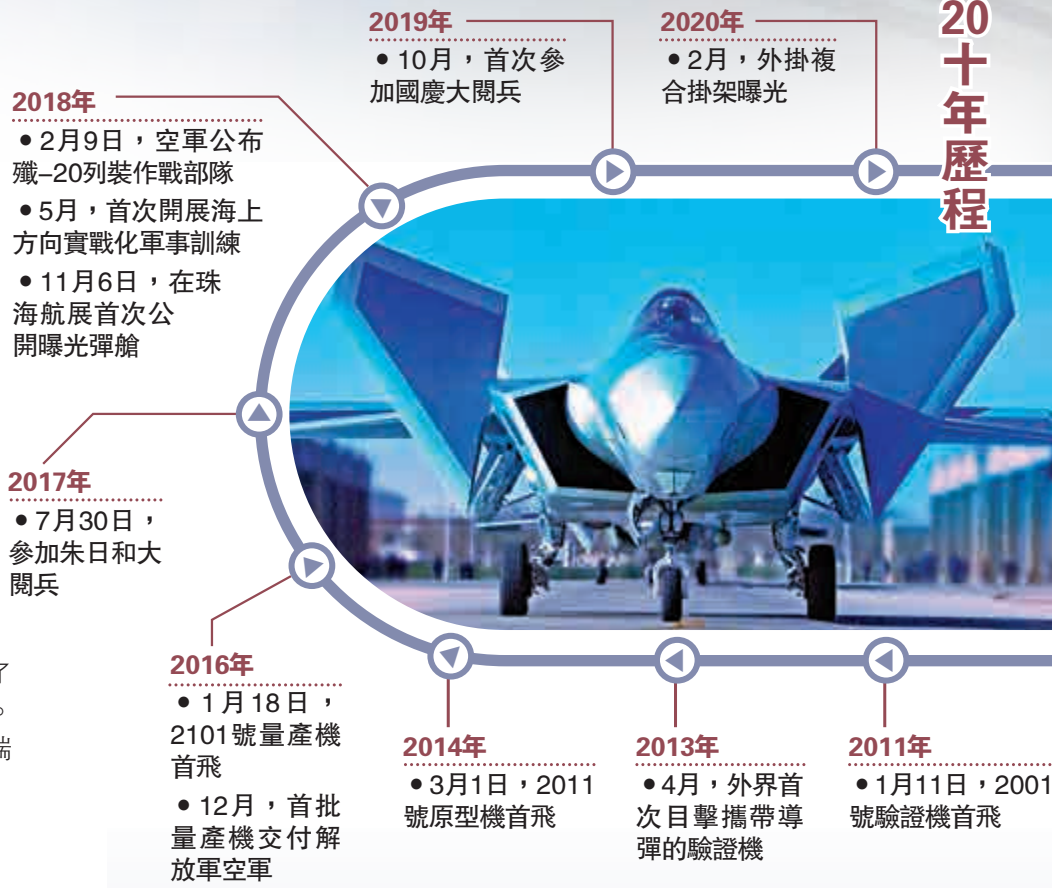 20十年歷程
2019年
● 10月，首次參
加國慶大閱兵
2020年
● 2月，外掛複
合掛架曝光
2018年
● 2月9日，空軍公布
殲–20列裝作戰部隊
● 5月，首次開展海上
方向實戰化軍事訓練
● 11月6日，在珠
海航展首次公
開曝光彈艙
2017年
● 7月30日，
參加朱日和大
閱兵
2016年
● 1月18日，
2101號量產機
首飛
● 12月，首批
量產機交付解
放軍空軍
2014年
● 3月1日，2011
號原型機首飛
2013年
● 4月，外界首
次目擊攜帶導
彈的驗證機
2011年
● 1月11日，2001
號驗證機首飛
了
。
端